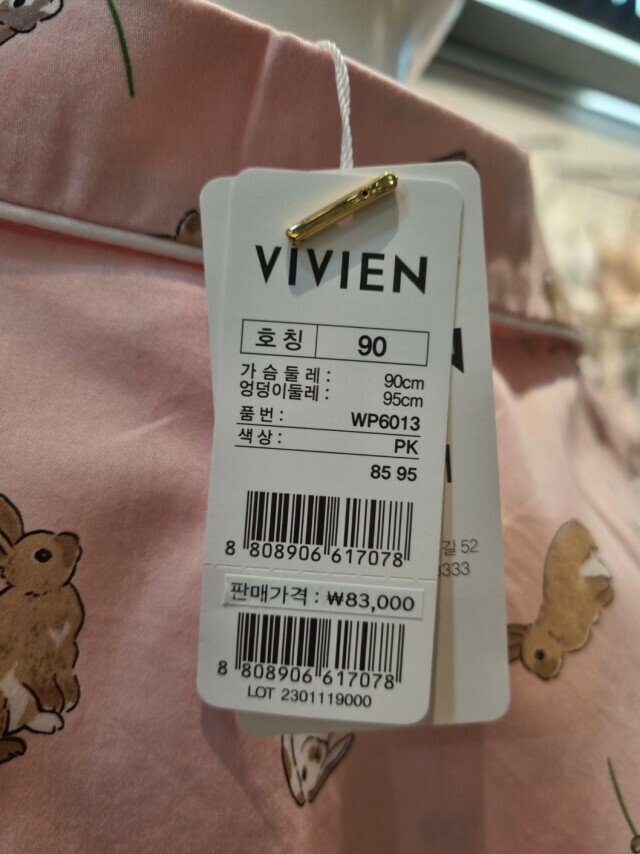 VIVIEN
호칭 90
가슴둘레: 90cm
엉덩이둘레: 95cm
품번: WP6013
색상: PK
85 95
8 808906 617078
판매가격: ₩83,000
8 808906 617078
LOT 2301119000
길 52
3333